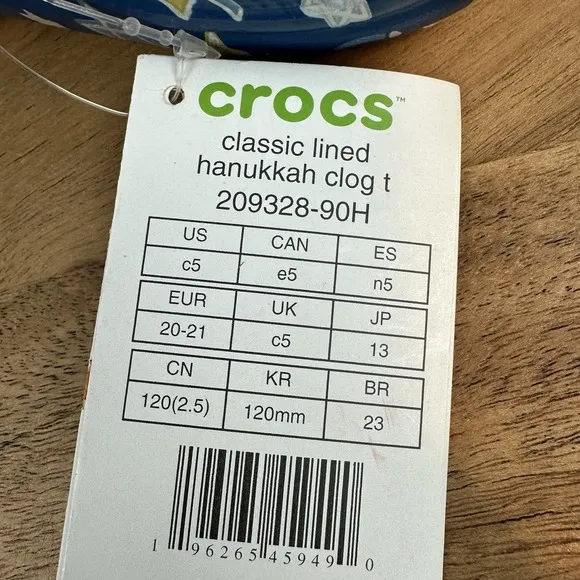 crocs™
classic lined
hanukkah clog t
209328-90H
US CAN ES
c5 e5 n5
EUR UK JP
20-21 c5 13
CN KR BR
120(2.5) 120mm 23
1 96265 45949 0